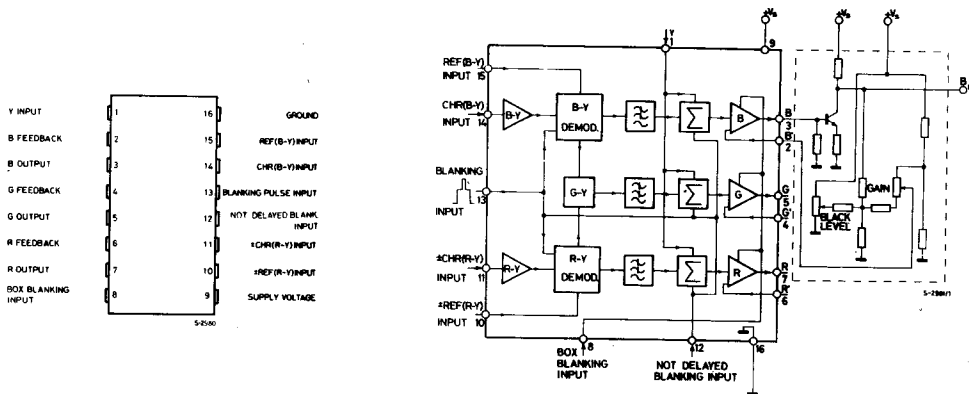 Y INPUT
B FEEDBACK
B OUTPUT
G FEEDBACK
G OUTPUT
R FEEDBACK
R OUTPUT
BOX BLANKING
INPUT
1
2
3
4
5
6
7
8
16
15
14
13
12
11
10
9
GROUND
REF(B-Y)INPUT
CHR(B-Y)INPUT
BLANKING PULSE INPUT
NOT DELAYED BLANK
INPUT
±CHR(R-Y)INPUT
±REF(R-Y)INPUT
SUPPLY VOLTAGE
S-2580
REF(B-Y)
INPUT 15
CHR(B-Y)
INPUT 14
BLANKING
INPUT
13
±CHR(R-Y)
INPUT 11
±REF(R-Y)
INPUT 10
Y
1
+Vs
9
B-Y
B-Y
DEMOD.
Σ
B
B
3
B'
2
G-Y
Σ
G
G
5
G'
4
R-Y
R-Y
DEMOD.
Σ
R
R
7
R'
6
8
BOX
BLANKING
INPUT
12
NOT DELAYED
BLANKING INPUT
16
+Vs
+Vs
GAIN
BLACK
LEVEL